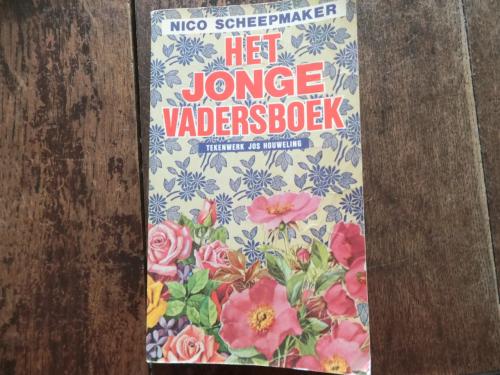 NICO SCHEEPMAKER
HET
JONGE
VADERSBOEK
TEKENWERK JOS HOUWELING